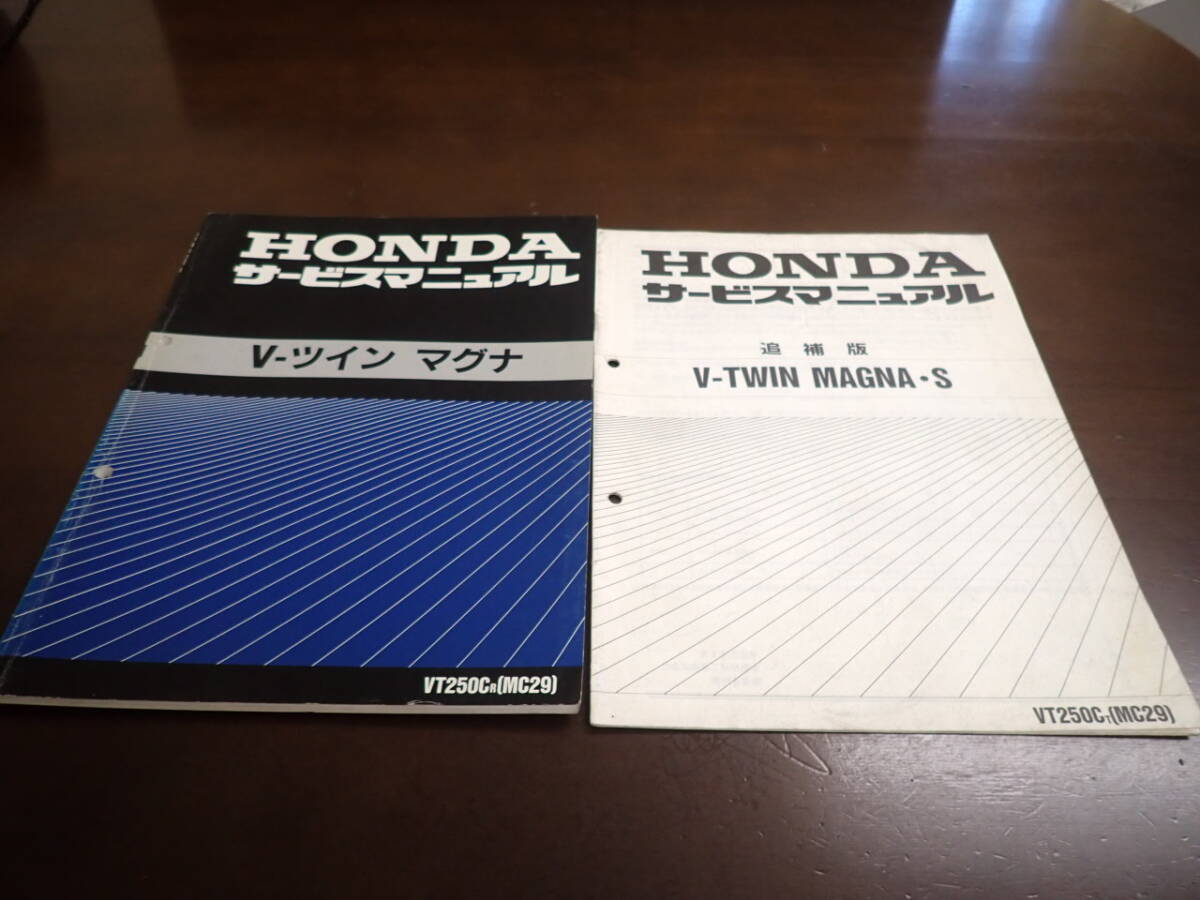 HONDA
サービスマニュアル
V-ツイン マグナ
VT250CR(MC29)
HONDA
サービスマニュアル
追補版
V-TWIN MAGNA・S
VT250CT(MC29)